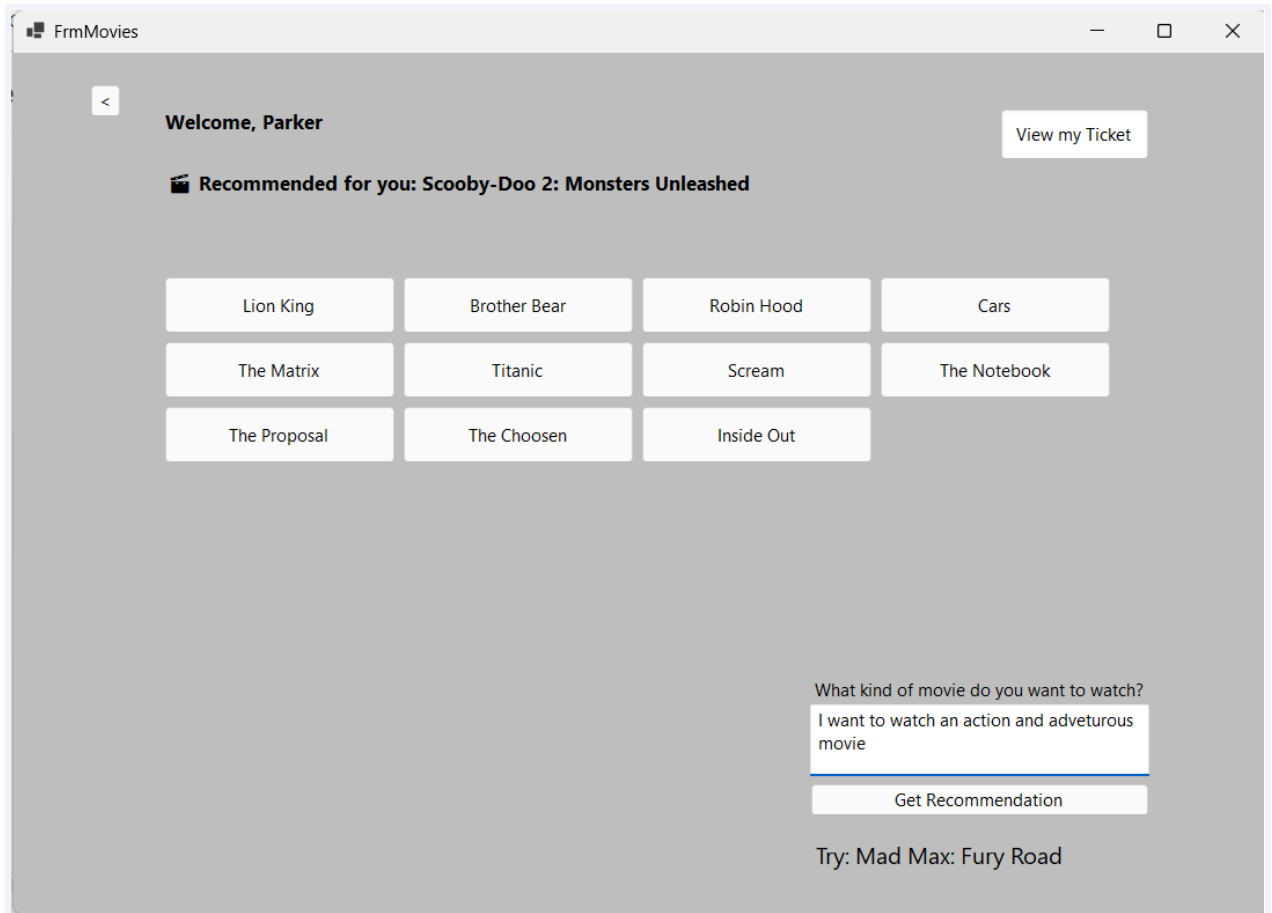 FrmMovies
<
Welcome, Parker
View my Ticket
🎬 Recommended for you: Scooby-Doo 2: Monsters Unleashed
Lion King
Brother Bear
Robin Hood
Cars
The Matrix
Titanic
Scream
The Notebook
The Proposal
The Choosen
Inside Out
What kind of movie do you want to watch?
I want to watch an action and adveturous
movie
Get Recommendation
Try: Mad Max: Fury Road